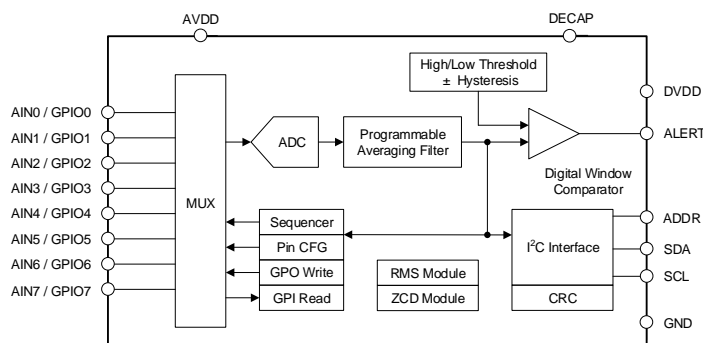 AVDD
DECAP
High/Low Threshold
± Hysteresis
DVDD
AIN0 / GPIO0
AIN1 / GPIO1
AIN2 / GPIO2
AIN3 / GPIO3
AIN4 / GPIO4
AIN5 / GPIO5
AIN6 / GPIO6
AIN7 / GPIO7
MUX
ADC
Programmable
Averaging Filter
ALERT
Digital Window
Comparator
Sequencer
Pin CFG
GPO Write
GPI Read
RMS Module
ZCD Module
I²C Interface
CRC
ADDR
SDA
SCL
GND